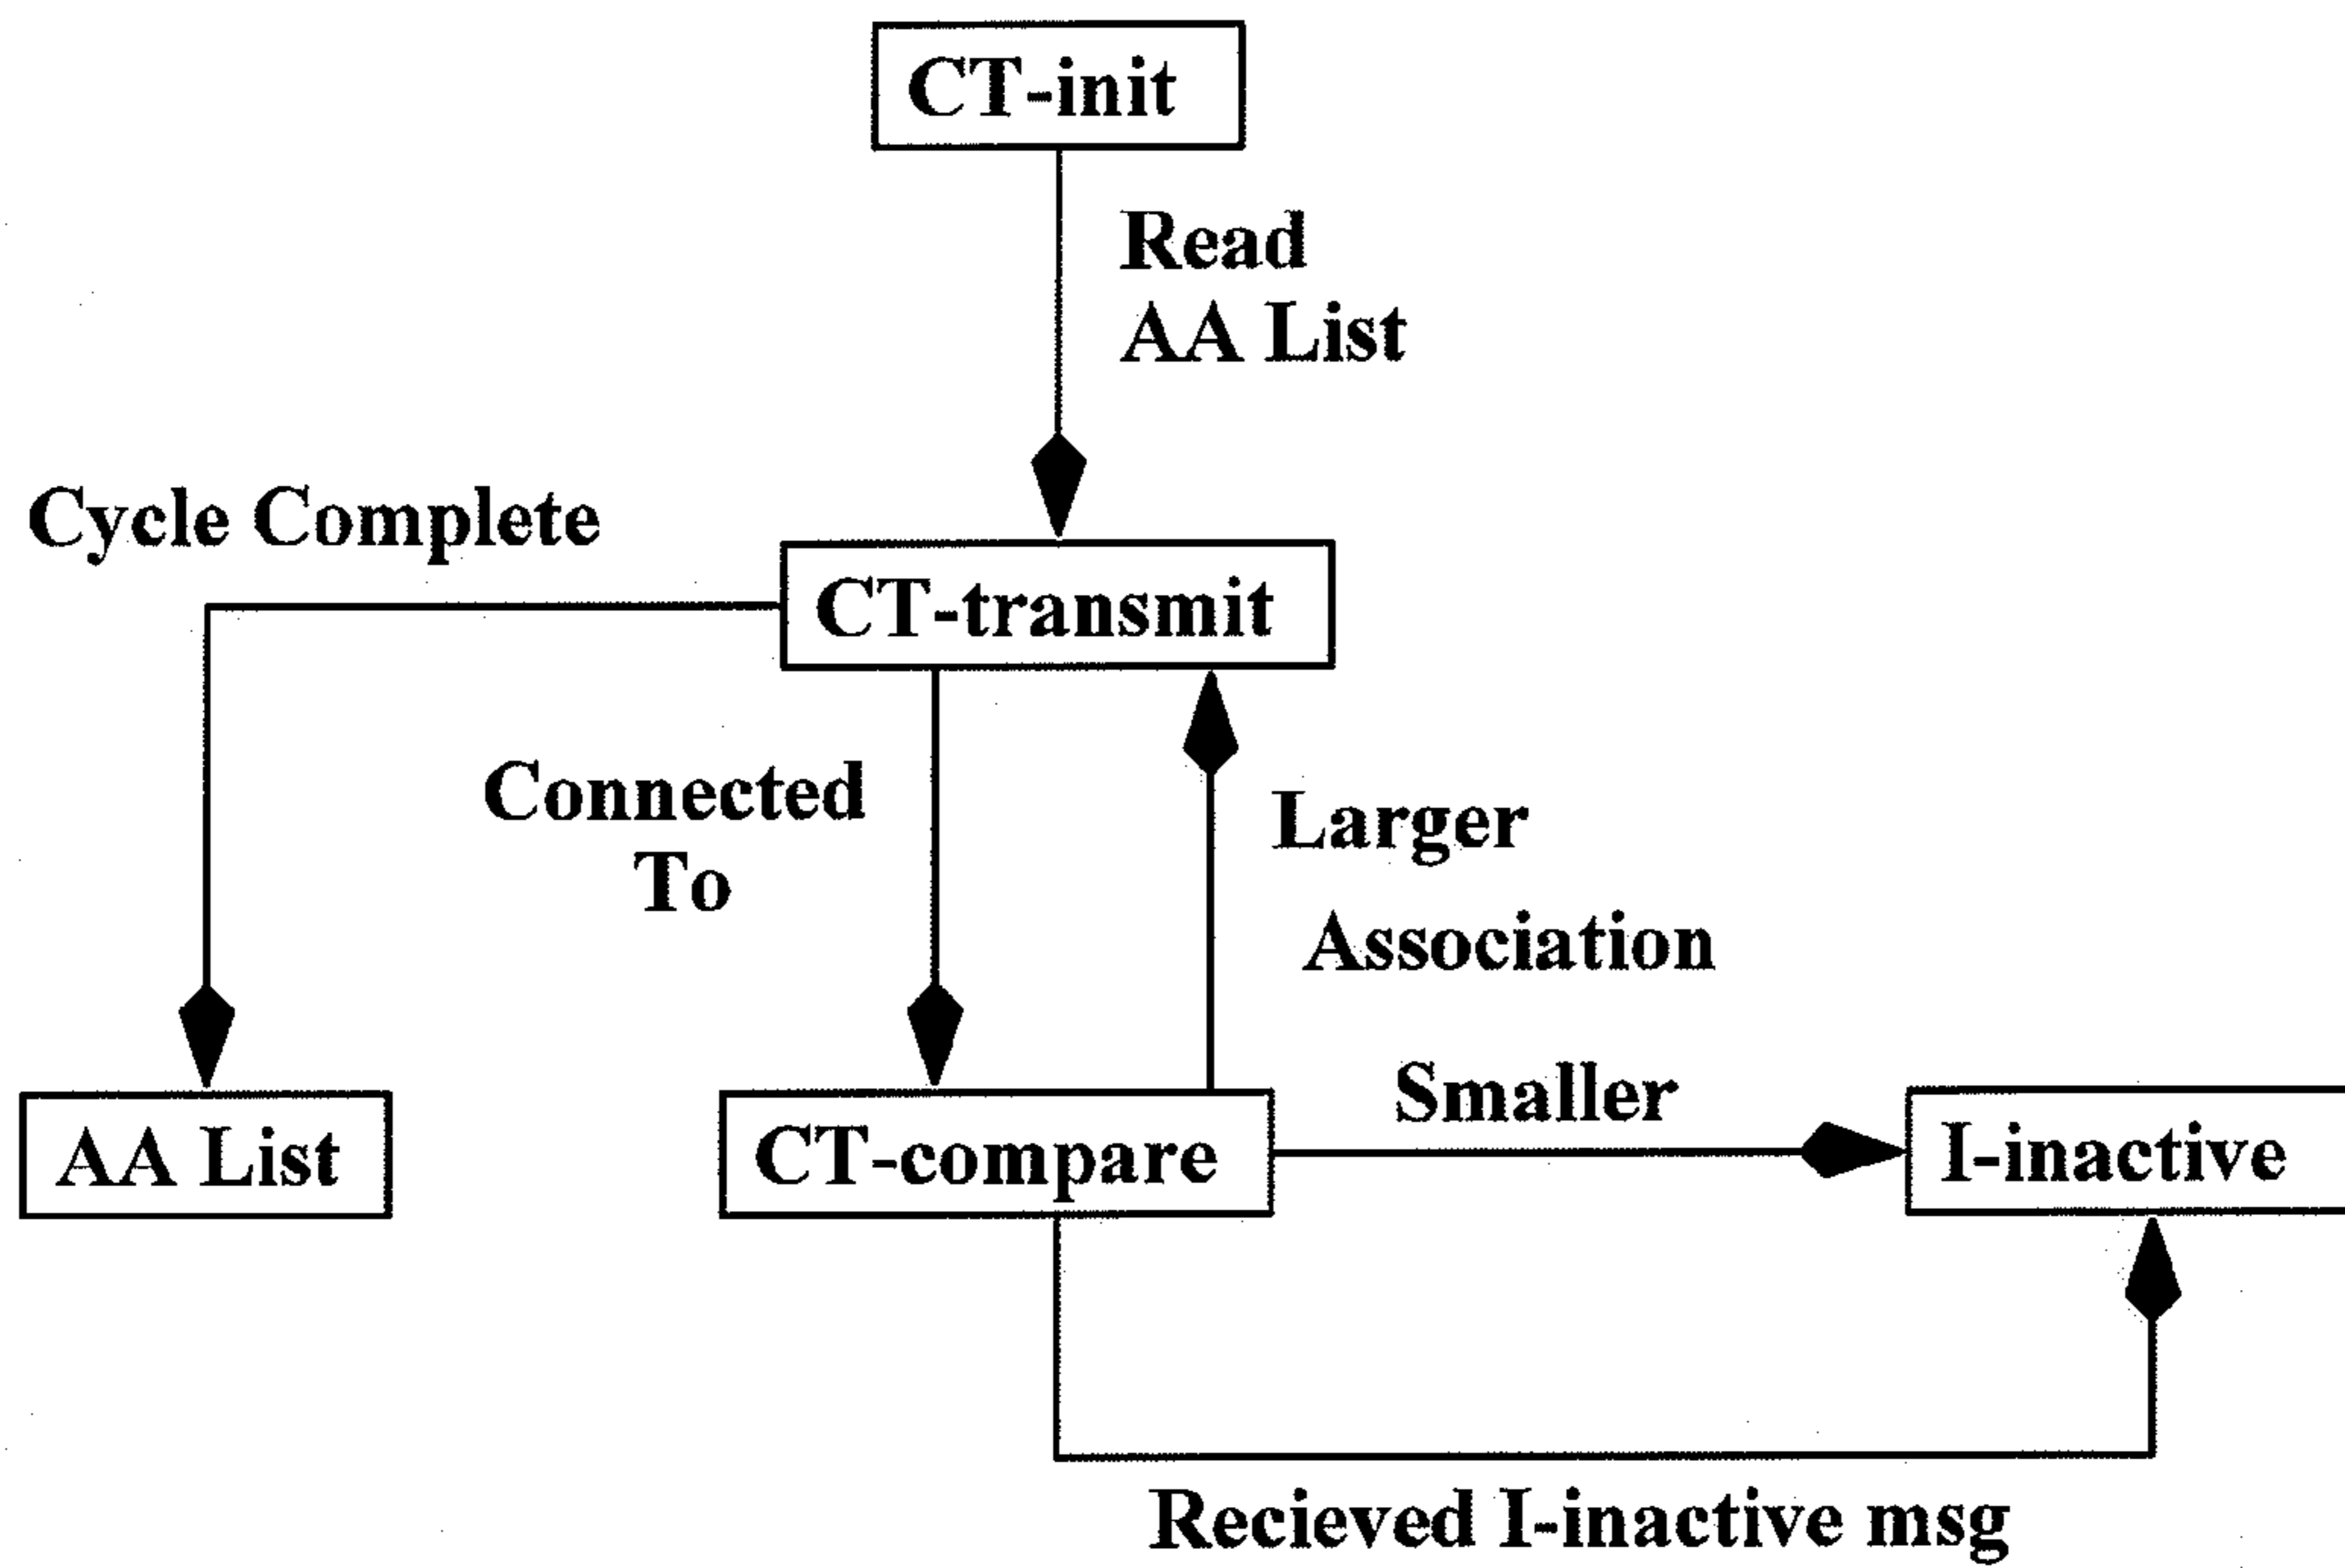 CT-init
Read
AA List
Cycle Complete
CT-transmit
Connected
To
Larger
Association
Smaller
AA List
CT-compare
I-inactive
Recieved I-inactive msg